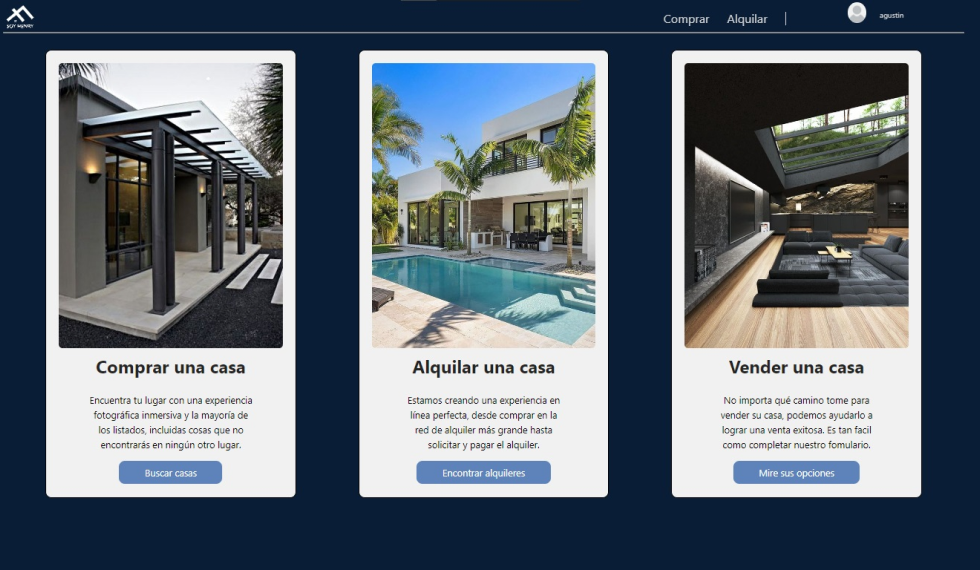 SOY HENRY
Comprar Alquilar |
agustin
Comprar una casa
Encuentra tu lugar con una experiencia
fotográfica inmersiva y la mayoría de
los listados, incluidas cosas que no
encontrarás en ningún otro lugar.
Buscar casas
Alquilar una casa
Estamos creando una experiencia en
línea perfecta, desde comprar en la
red de alquiler más grande hasta
solicitar y pagar el alquiler.
Encontrar alquileres
Vender una casa
No importa qué camino tome para
vender su casa, podemos ayudarlo a
lograr una venta exitosa. Es tan facil
como completar nuestro fomulario.
Mire sus opciones